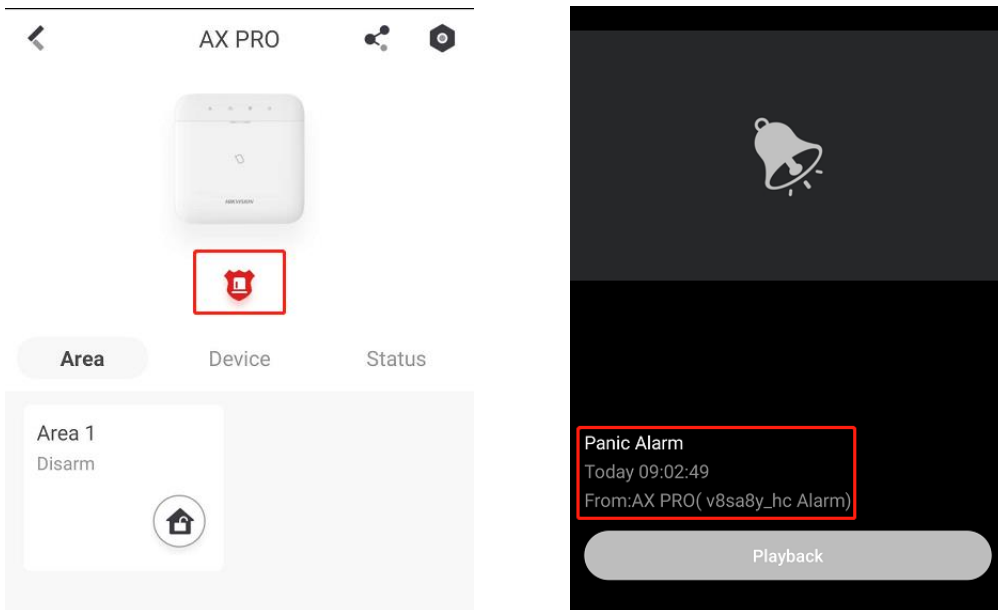 AX PRO
HIKVISION
Area
Device
Status
Area 1
Disarm
Panic Alarm
Today 09:02:49
From:AX PRO( v8sa8y_hc Alarm)
Playback